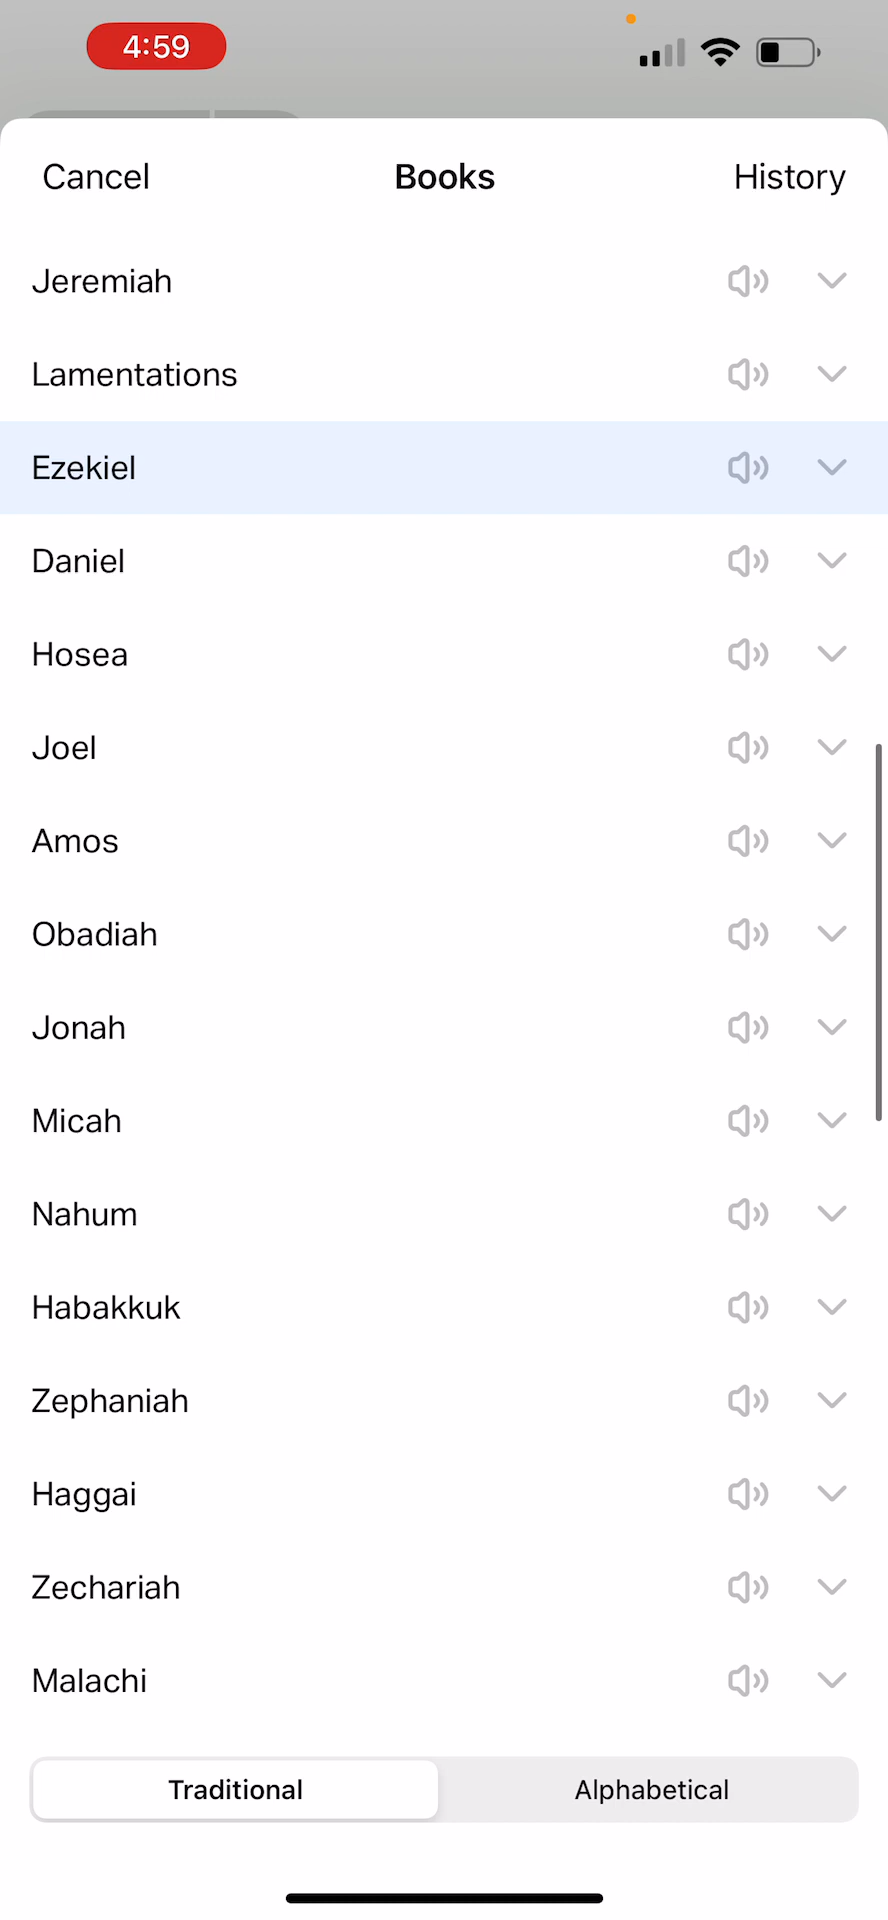 4:59
Cancel Books History
Jeremiah
Lamentations
Ezekiel
Daniel
Hosea
Joel
Amos
Obadiah
Jonah
Micah
Nahum
Habakkuk
Zephaniah
Haggai
Zechariah
Malachi
Traditional Alphabetical